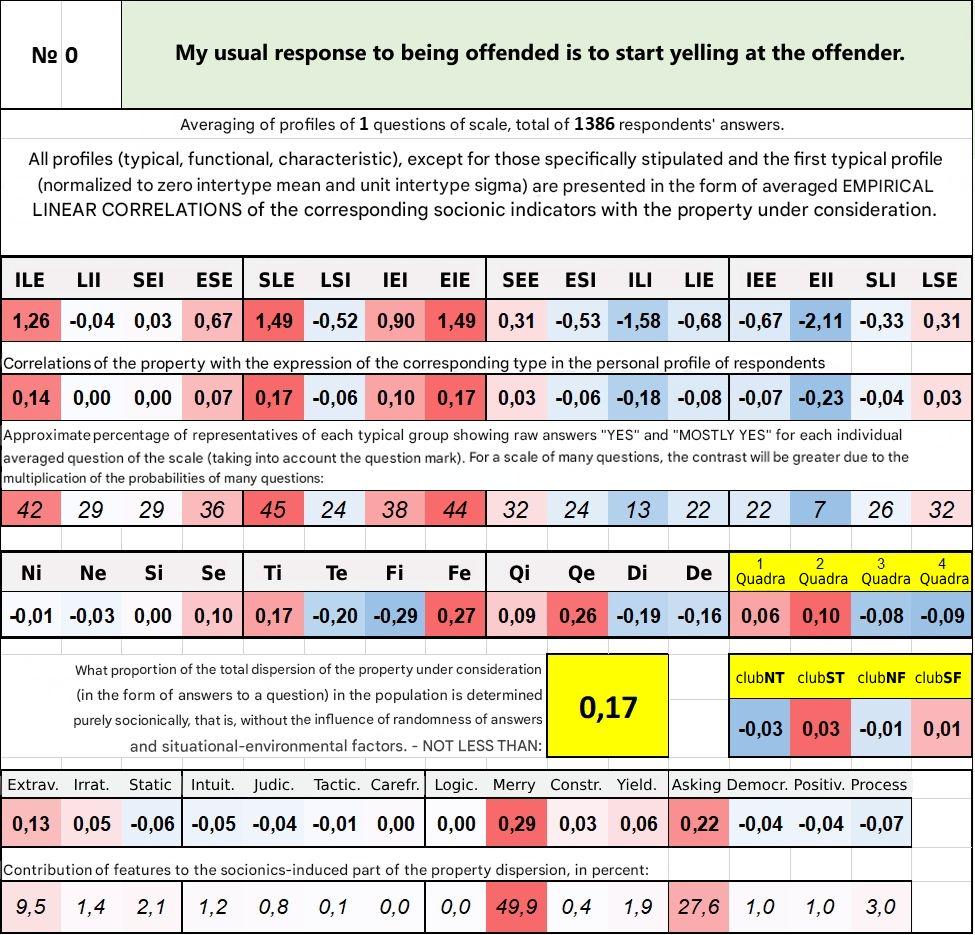 № 0
My usual response to being offended is to start yelling at the offender.
Averaging of profiles of 1 questions of scale, total of 1386 respondents' answers.
All profiles (typical, functional, characteristic), except for those specifically stipulated and the first typical profile
(normalized to zero intertype mean and unit intertype sigma) are presented in the form of averaged EMPIRICAL
LINEAR CORRELATIONS of the corresponding socionic indicators with the property under consideration.
ILE LII SEI ESE SLE LSI IEI EIE SEE ESI ILI LIE IEE EII SLI LSE
1,26 -0,04 0,03 0,67 1,49 -0,52 0,90 1,49 0,31 -0,53 -1,58 -0,68 -0,67 -2,11 -0,33 0,31
Correlations of the property with the expression of the corresponding type in the personal profile of respondents
0,14 0,00 0,00 0,07 0,17 -0,06 0,10 0,17 0,03 -0,06 -0,18 -0,08 -0,07 -0,23 -0,04 0,03
Approximate percentage of representatives of each typical group showing raw answers "YES" and "MOSTLY YES" for each individual
averaged question of the scale (taking into account the question mark). For a scale of many questions, the contrast will be greater due to the
multiplication of the probabilities of many questions:
42 29 29 36 45 24 38 44 32 24 13 22 22 7 26 32
Ni Ne Si Se Ti Te Fi Fe Qi Qe Di De 1 Quadra 2 Quadra 3 Quadra 4 Quadra
-0,01 -0,03 0,00 0,10 0,17 -0,20 -0,29 0,27 0,09 0,26 -0,19 -0,16 0,06 0,10 -0,08 -0,09
What proportion of the total dispersion of the property under consideration
(in the form of answers to a question) in the population is determined
purely socionically, that is, without the influence of randomness of answers
and situational-environmental factors. - NOT LESS THAN:
0,17
clubNT clubST clubNF clubSF
-0,03 0,03 -0,01 0,01
Extrav. Irrat. Static Intuit. Judic. Tactic. Carefr. Logic. Merry Constr. Yield. Asking Democr. Positiv. Process
0,13 0,05 -0,06 -0,05 -0,04 -0,01 0,00 0,00 0,29 0,03 0,06 0,22 -0,04 -0,04 -0,07
Contribution of features to the socionics-induced part of the property dispersion, in percent:
9,5 1,4 2,1 1,2 0,8 0,1 0,0 0,0 49,9 0,4 1,9 27,6 1,0 1,0 3,0